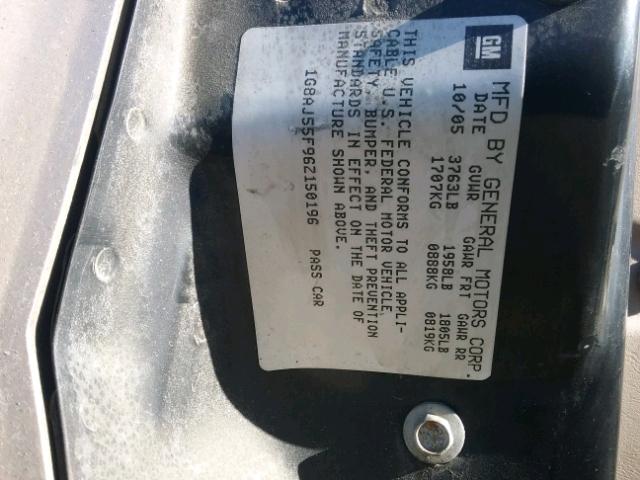 GM
MFD BY GENERAL MOTORS CORP.
DATE GVWR GAWR FRT GAWR RR
10/05 3763LB 1958LB 1805LB
1707KG 0888KG 0819KG
THIS VEHICLE CONFORMS TO ALL APPLI-
CABLE U.S. FEDERAL MOTOR VEHICLE
SAFETY, BUMPER, AND THEFT PREVENTION
STANDARDS IN EFFECT ON THE DATE OF
MANUFACTURE SHOWN ABOVE.
1G8AJ55F96Z150196 PASS CAR